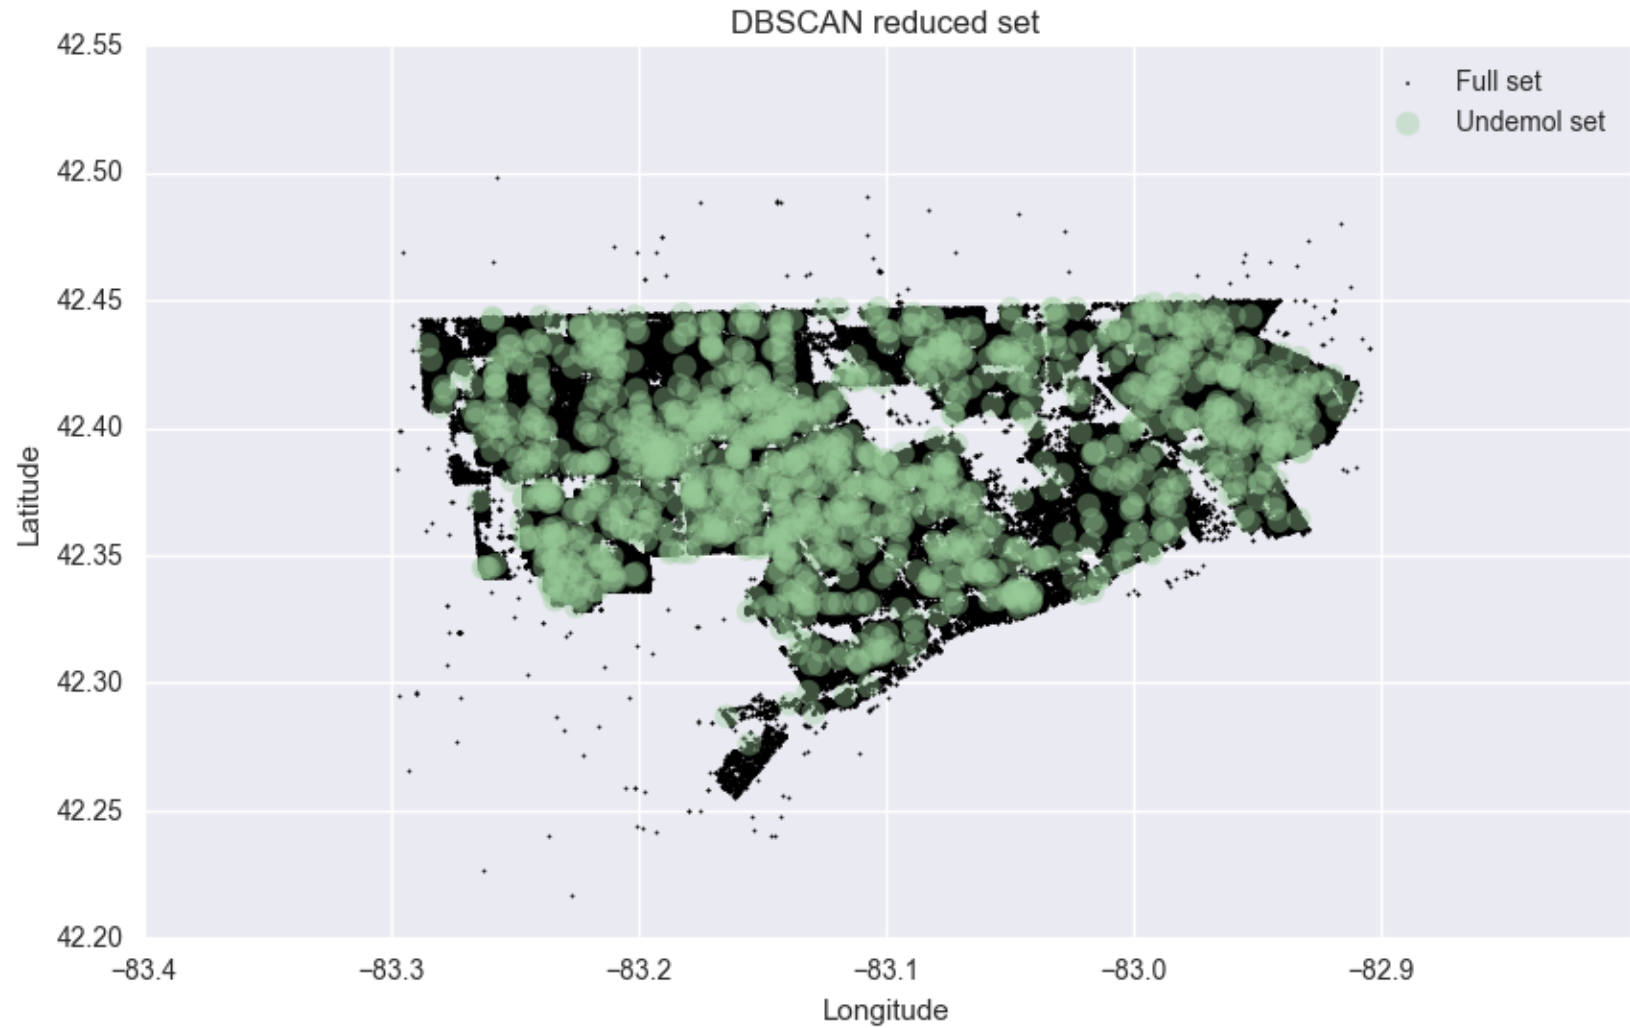 DBSCAN reduced set
42.55
42.50
42.45
42.40
42.35
42.30
42.25
42.20
−83.4 −83.3 −83.2 −83.1 −83.0 −82.9
Latitude
Longitude
Full set
Undemol set